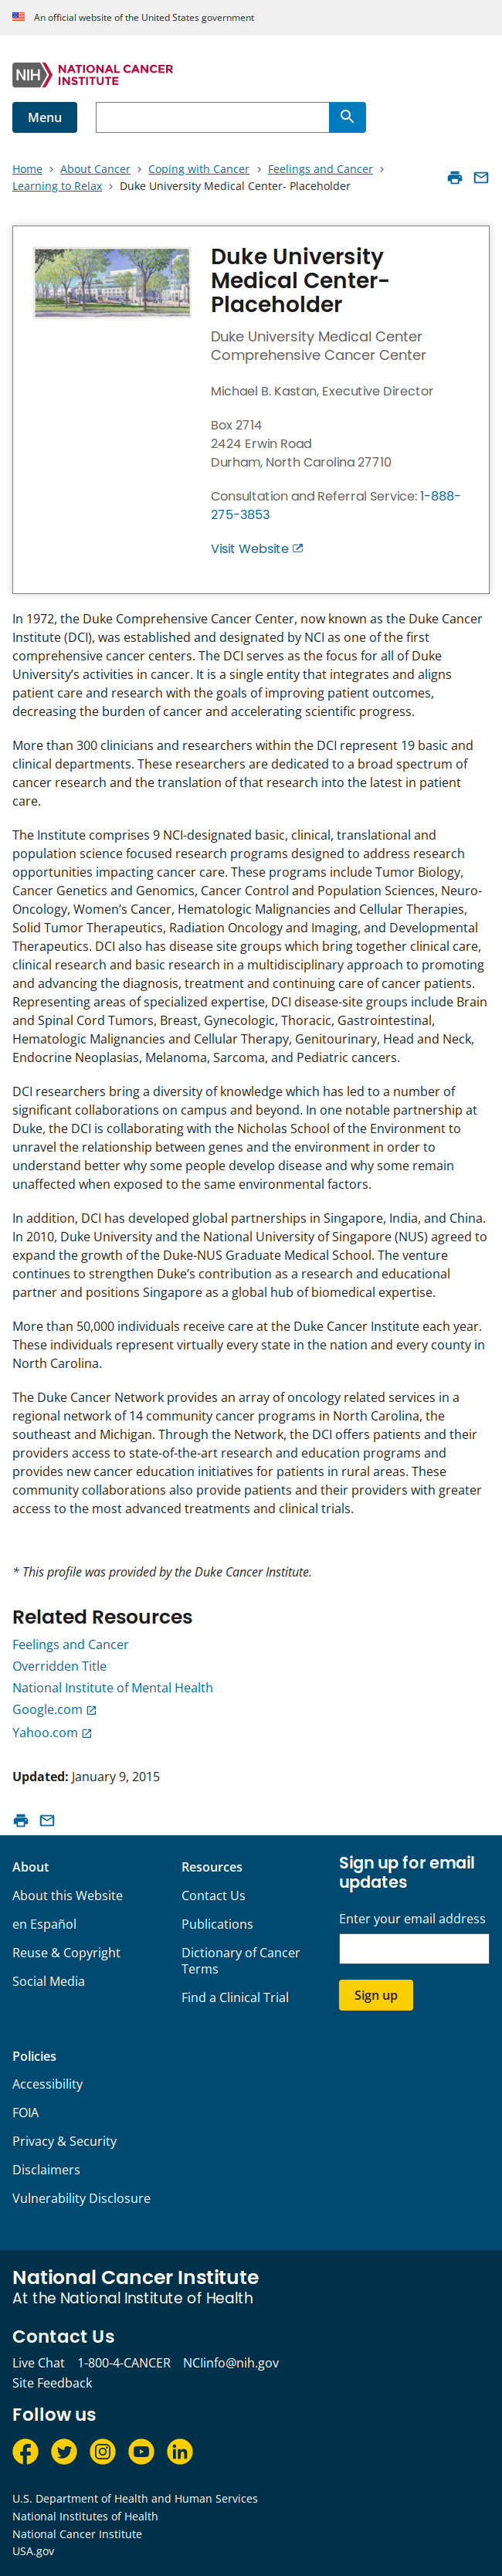 An official website of the United States government
NIH NATIONAL CANCER
INSTITUTE
Menu
Home > About Cancer > Coping with Cancer > Feelings and Cancer >
Learning to Relax > Duke University Medical Center- Placeholder
Duke University
Medical Center-
Placeholder
Duke University Medical Center
Comprehensive Cancer Center
Michael B. Kastan, Executive Director
Box 2714
2424 Erwin Road
Durham, North Carolina 27710
Consultation and Referral Service: 1-888-
275-3853
Visit Website
In 1972, the Duke Comprehensive Cancer Center, now known as the Duke Cancer
Institute (DCI), was established and designated by NCI as one of the first
comprehensive cancer centers. The DCI serves as the focus for all of Duke
University’s activities in cancer. It is a single entity that integrates and aligns
patient care and research with the goals of improving patient outcomes,
decreasing the burden of cancer and accelerating scientific progress.
More than 300 clinicians and researchers within the DCI represent 19 basic and
clinical departments. These researchers are dedicated to a broad spectrum of
cancer research and the translation of that research into the latest in patient
care.
The Institute comprises 9 NCI-designated basic, clinical, translational and
population science focused research programs designed to address research
opportunities impacting cancer care. These programs include Tumor Biology,
Cancer Genetics and Genomics, Cancer Control and Population Sciences, Neuro-
Oncology, Women’s Cancer, Hematologic Malignancies and Cellular Therapies,
Solid Tumor Therapeutics, Radiation Oncology and Imaging, and Developmental
Therapeutics. DCI also has disease site groups which bring together clinical care,
clinical research and basic research in a multidisciplinary approach to promoting
and advancing the diagnosis, treatment and continuing care of cancer patients.
Representing areas of specialized expertise, DCI disease-site groups include Brain
and Spinal Cord Tumors, Breast, Gynecologic, Thoracic, Gastrointestinal,
Hematologic Malignancies and Cellular Therapy, Genitourinary, Head and Neck,
Endocrine Neoplasias, Melanoma, Sarcoma, and Pediatric cancers.
DCI researchers bring a diversity of knowledge which has led to a number of
significant collaborations on campus and beyond. In one notable partnership at
Duke, the DCI is collaborating with the Nicholas School of the Environment to
unravel the relationship between genes and the environment in order to
understand better why some people develop disease and why some remain
unaffected when exposed to the same environmental factors.
In addition, DCI has developed global partnerships in Singapore, India, and China.
In 2010, Duke University and the National University of Singapore (NUS) agreed to
expand the growth of the Duke-NUS Graduate Medical School. The venture
continues to strengthen Duke’s contribution as a research and educational
partner and positions Singapore as a global hub of biomedical expertise.
More than 50,000 individuals receive care at the Duke Cancer Institute each year.
These individuals represent virtually every state in the nation and every county in
North Carolina.
The Duke Cancer Network provides an array of oncology related services in a
regional network of 14 community cancer programs in North Carolina, the
southeast and Michigan. Through the Network, the DCI offers patients and their
providers access to state-of-the-art research and education programs and
provides new cancer education initiatives for patients in rural areas. These
community collaborations also provide patients and their providers with greater
access to the most advanced treatments and clinical trials.
* This profile was provided by the Duke Cancer Institute.
Related Resources
Feelings and Cancer
Overridden Title
National Institute of Mental Health
Google.com
Yahoo.com
Updated: January 9, 2015
About
About this Website
en Español
Reuse & Copyright
Social Media
Resources
Contact Us
Publications
Dictionary of Cancer
Terms
Find a Clinical Trial
Sign up for email
updates
Enter your email address
Sign up
Policies
Accessibility
FOIA
Privacy & Security
Disclaimers
Vulnerability Disclosure
National Cancer Institute
At the National Institute of Health
Contact Us
Live Chat 1-800-4-CANCER NCIinfo@nih.gov
Site Feedback
Follow us
U.S. Department of Health and Human Services
National Institutes of Health
National Cancer Institute
USA.gov